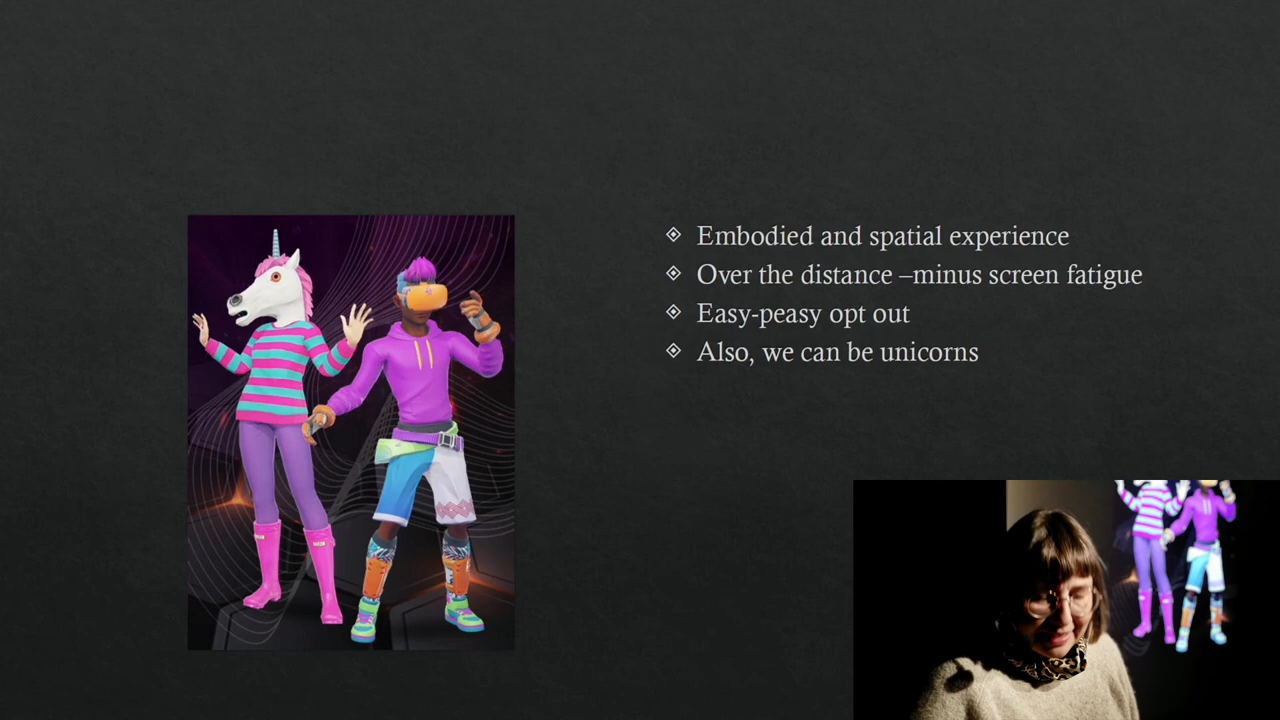 Embodied and spatial experience
Over the distance –minus screen fatigue
Easy-peasy opt out
Also, we can be unicorns